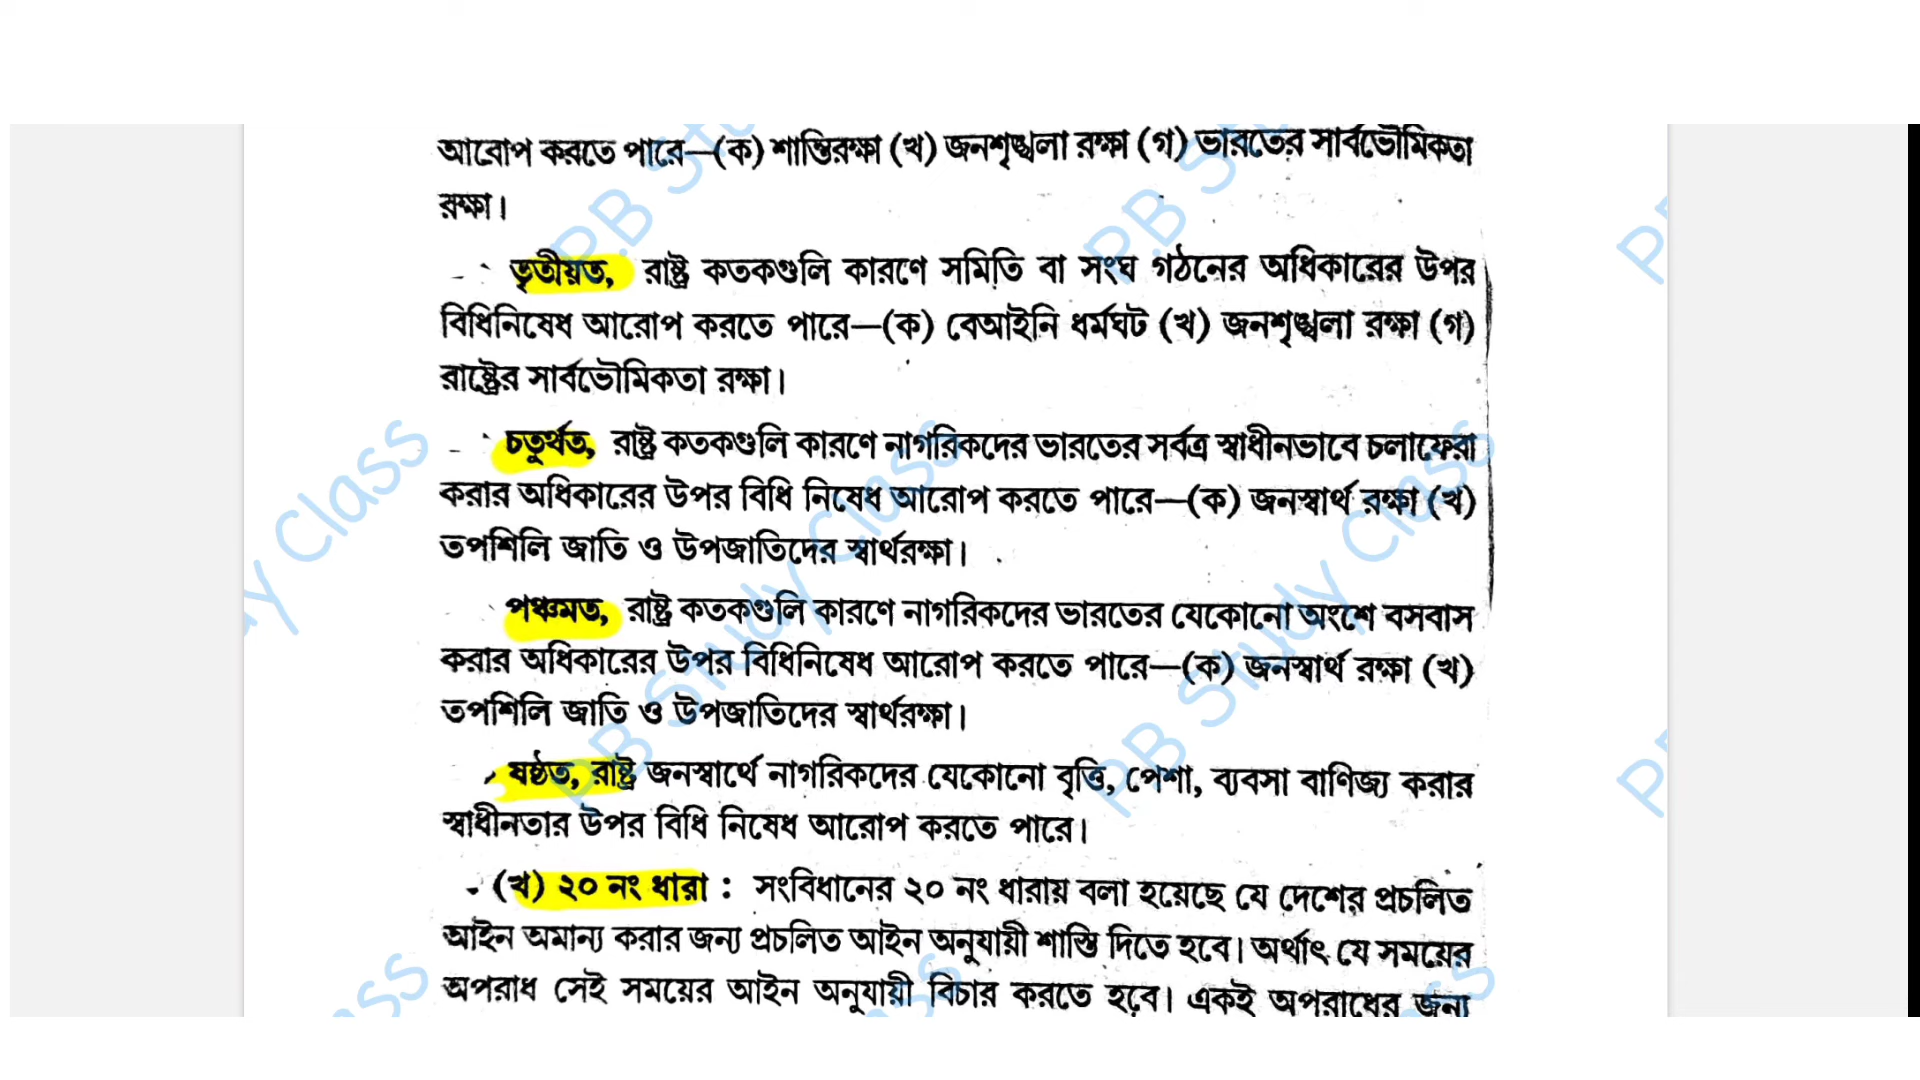 আরোপ করতে পারে—(ক) শান্তিরক্ষা (খ) জনশৃঙ্খলা রক্ষা (গ) ভারতের সার্বভৌমিকতা
রক্ষা।
তৃতীয়ত, রাষ্ট্র কতকগুলি কারণে সমিতি বা সংঘ গঠনের অধিকারের উপর
বিধিনিষেধ আরোপ করতে পারে—(ক) বেআইনি ধর্মঘট (খ) জনশৃঙ্খলা রক্ষা (গ)
রাষ্ট্রের সার্বভৌমিকতা রক্ষা।
চতুর্থত, রাষ্ট্র কতকগুলি কারণে নাগরিকদের ভারতের সর্বত্র স্বাধীনভাবে চলাফেরা
করার অধিকারের উপর বিধি নিষেধ আরোপ করতে পারে—(ক) জনস্বার্থ রক্ষা (খ)
তপশিলি জাতি ও উপজাতিদের স্বার্থরক্ষা।
পঞ্চমত, রাষ্ট্র কতকগুলি কারণে নাগরিকদের ভারতের যেকোনো অংশে বসবাস
করার অধিকারের উপর বিধিনিষেধ আরোপ করতে পারে—(ক) জনস্বার্থ রক্ষা (খ)
তপশিলি জাতি ও উপজাতিদের স্বার্থরক্ষা।
ষষ্ঠত, রাষ্ট্র জনস্বার্থে নাগরিকদের যেকোনো বৃত্তি, পেশা, ব্যবসা বাণিজ্য করার
স্বাধীনতার উপর বিধি নিষেধ আরোপ করতে পারে।
(খ) ২০ নং ধারা : সংবিধানের ২০ নং ধারায় বলা হয়েছে যে দেশের প্রচলিত
আইন অমান্য করার জন্য প্রচলিত আইন অনুযায়ী শাস্তি দিতে হবে। অর্থাৎ যে সময়ের
অপরাধ সেই সময়ের আইন অনুযায়ী বিচার করতে হবে। একই অপরাধের জন্য
P.B Study Class
P.B Study Class